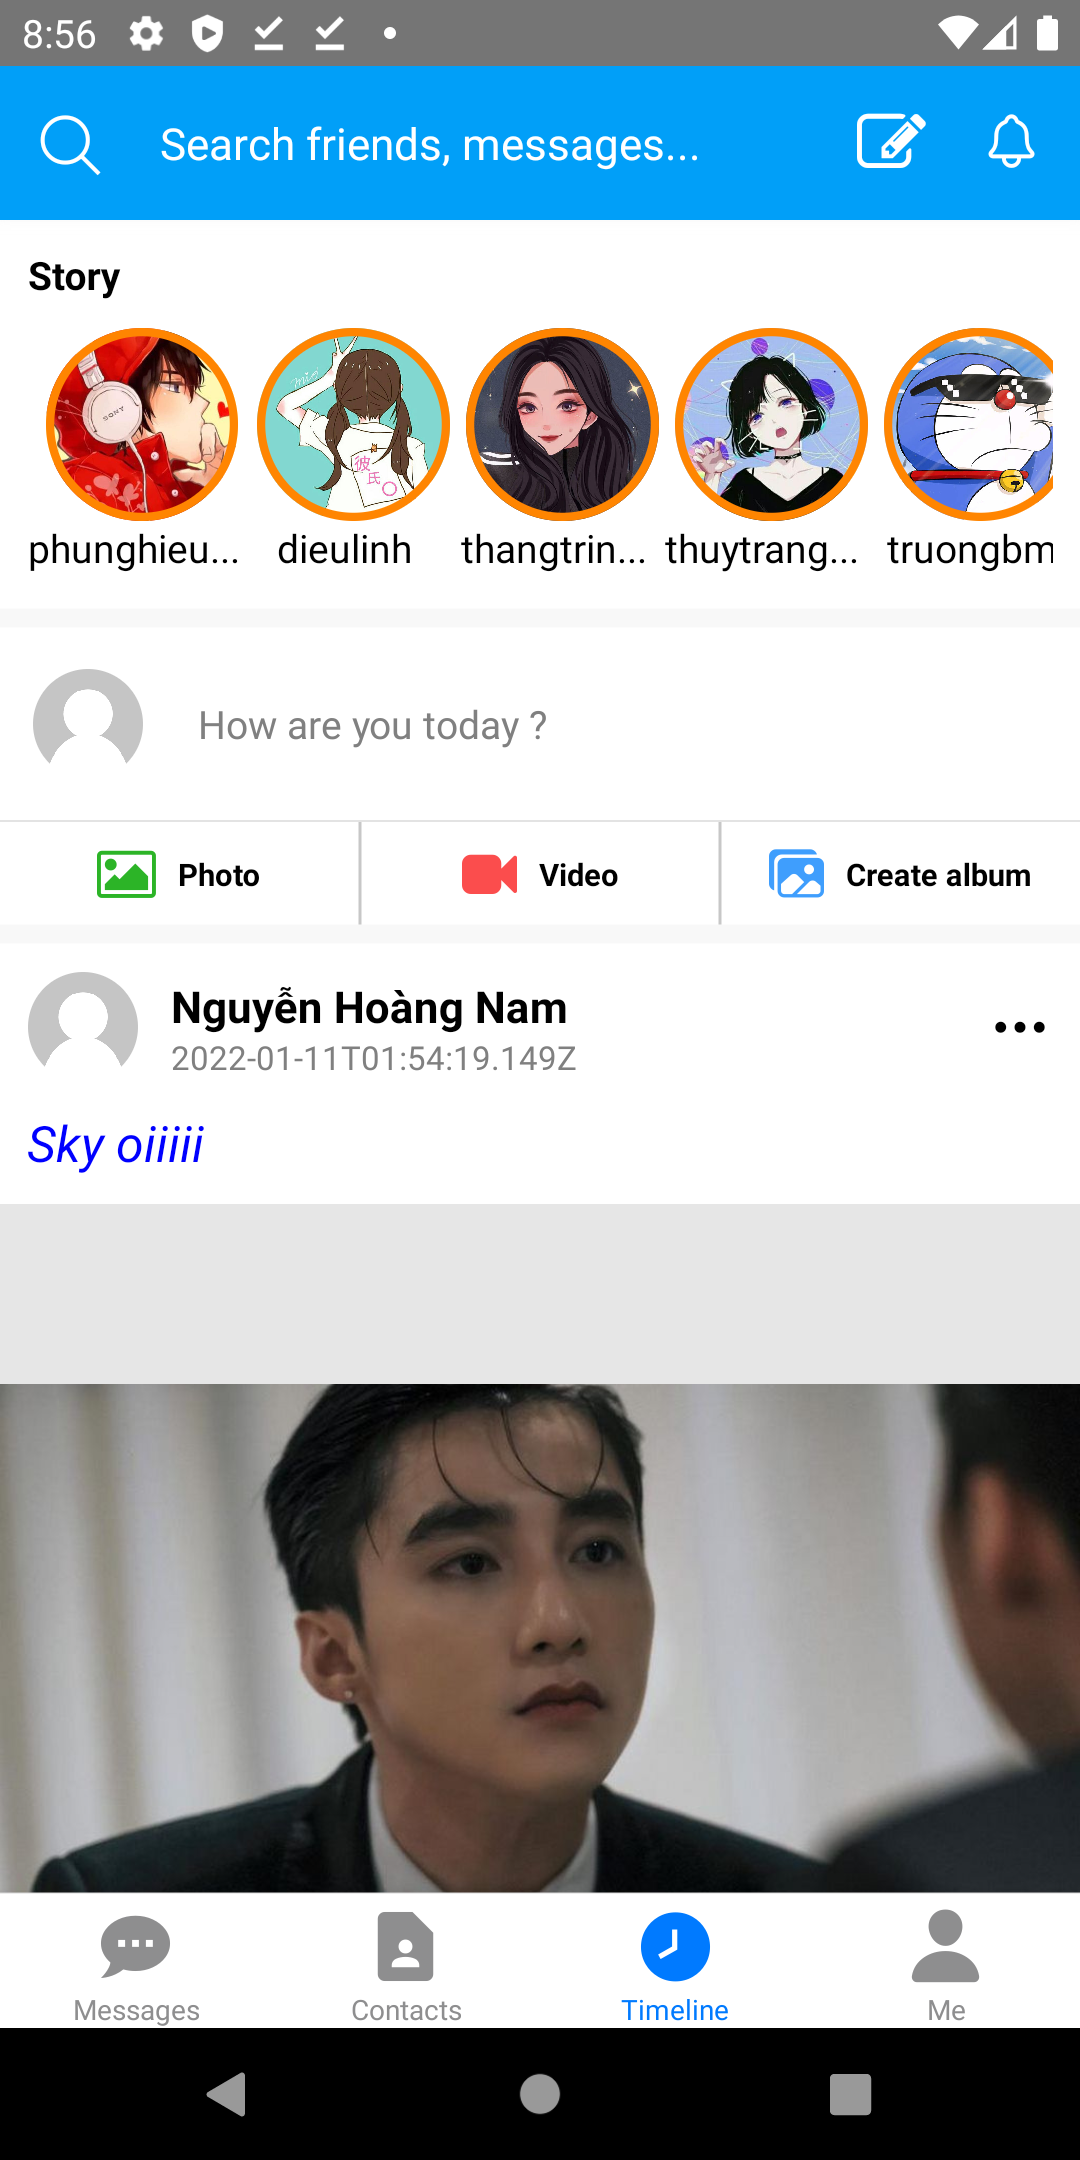 8:56
Search friends, messages...
Story
phunghieu... dieulinh thangtrin... thuytrang... truongbm
How are you today ?
Photo Video Create album
Nguyễn Hoàng Nam
2022-01-11T01:54:19.149Z
Sky oiiiii
Messages Contacts Timeline Me